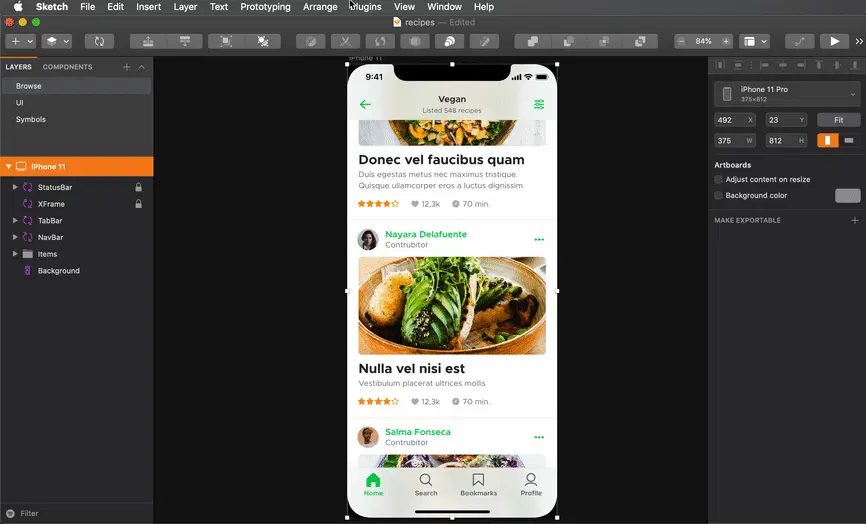 Sketch File Edit Insert Layer Text Prototyping Arrange Plugins View Window Help
recipes — Edited
84%
LAYERS COMPONENTS
Browse
UI
Symbols
iPhone 11
StatusBar
XFrame
TabBar
NavBar
Items
Background
Filter
iPhone 11
9:41
Vegan
Listed 548 recipes
Donec vel faucibus quam
Duis egestas metus nec maximus tristique.
Quisque ullamcorper eros a luctus dignissim.
12,3k 70 min.
Nayara Delafuente
Contrubitor
Nulla vel nisi est
Vestibulum placerat ultrices mollis
12,3k 70 min.
Salma Fonseca
Contrubitor
Home Search Bookmarks Profile
iPhone 11 Pro
375×812
492 X 23 Y Fit
375 W 812 H
Artboards
Adjust content on resize
Background color
MAKE EXPORTABLE